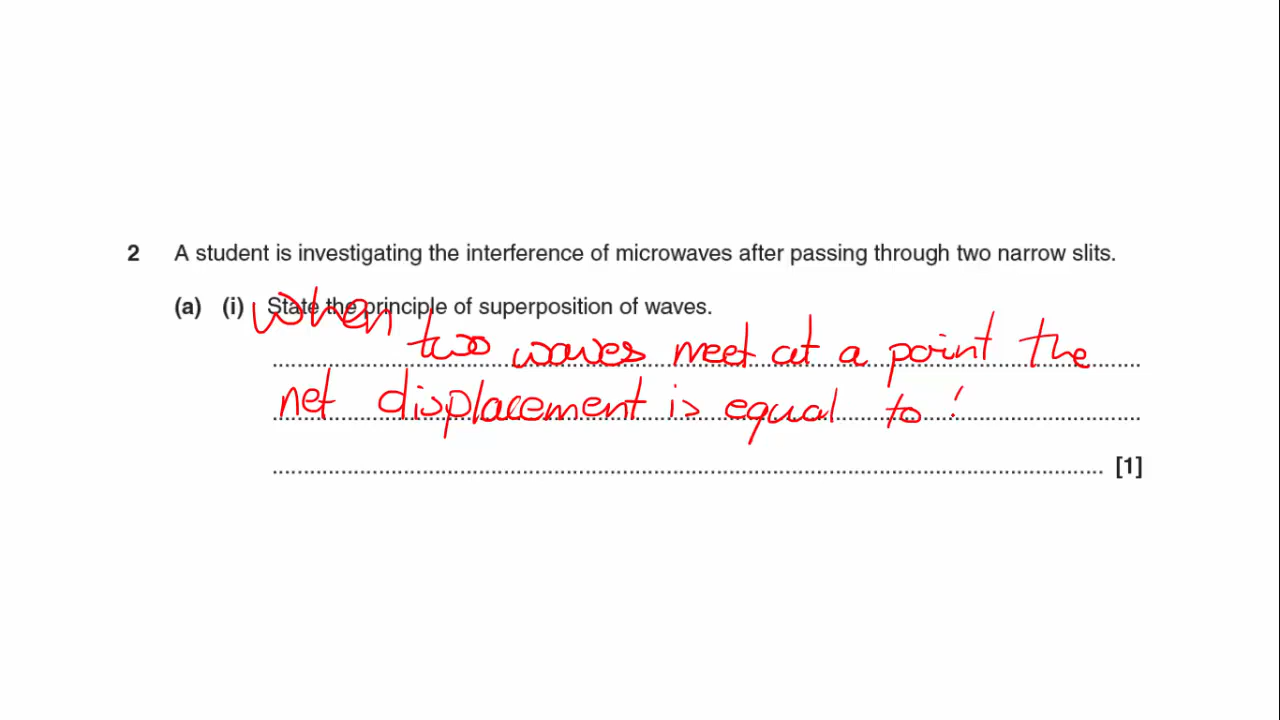 2 A student is investigating the interference of microwaves after passing through two narrow slits.
(a) (i) State the principle of superposition of waves.
When two waves meet at a point the
net displacement is equal to
[1]